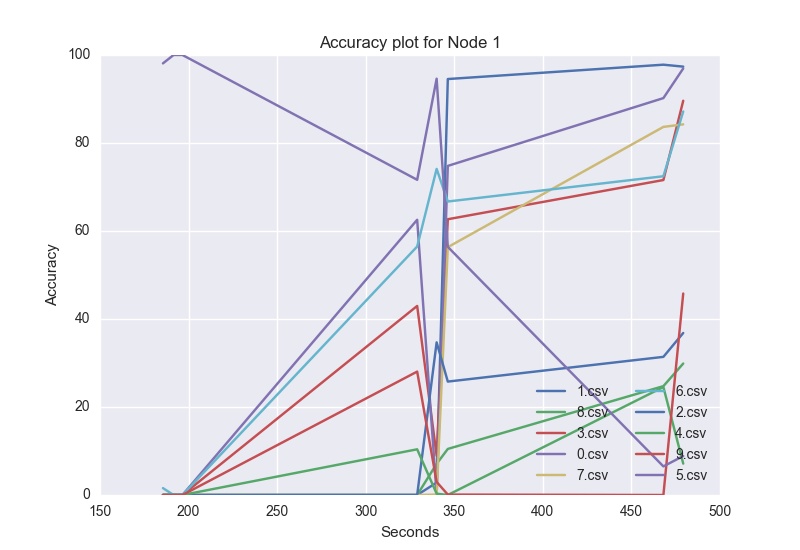 Accuracy plot for Node 1
100
80
60
40
20
0
Accuracy
1.csv
8.csv
3.csv
0.csv
7.csv
6.csv
2.csv
4.csv
9.csv
5.csv
150 200 250 300 350 400 450 500
Seconds